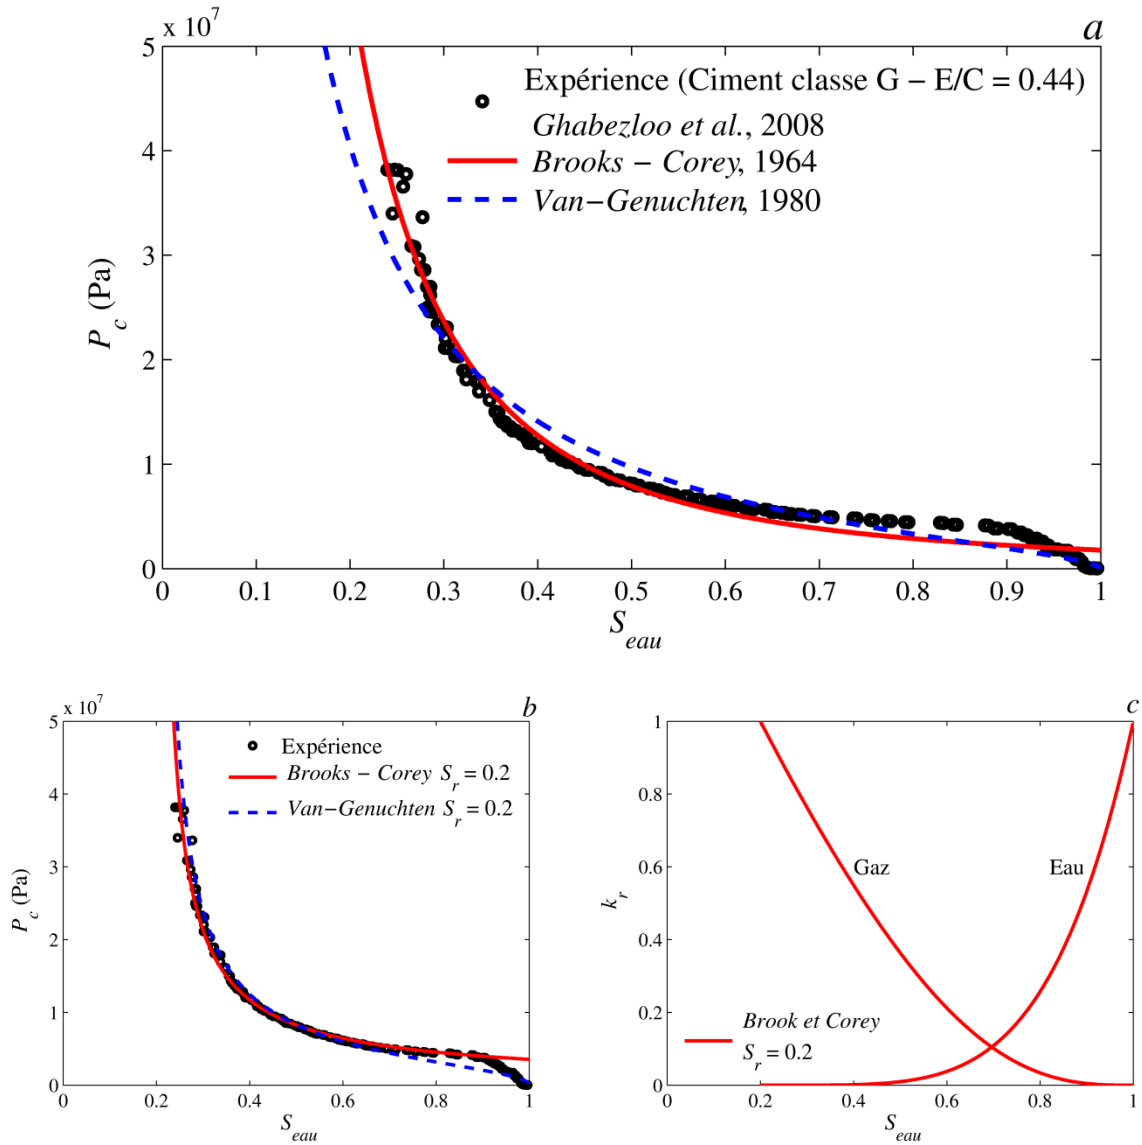 x 10^7
a
5
4
3
2
1
0
P_c (Pa)
Expérience (Ciment classe G − E/C = 0.44)
Ghabezloo et al., 2008
Brooks − Corey, 1964
Van−Genuchten, 1980
0 0.1 0.2 0.3 0.4 0.5 0.6 0.7 0.8 0.9 1
S_eau
x 10^7
b
5
4
3
2
1
0
P_c (Pa)
Expérience
Brooks − Corey S_r = 0.2
Van−Genuchten S_r = 0.2
0 0.2 0.4 0.6 0.8 1
S_eau
c
1
0.8
0.6
0.4
0.2
0
k_r
Gaz
Eau
Brook et Corey
S_r = 0.2
0 0.2 0.4 0.6 0.8 1
S_eau